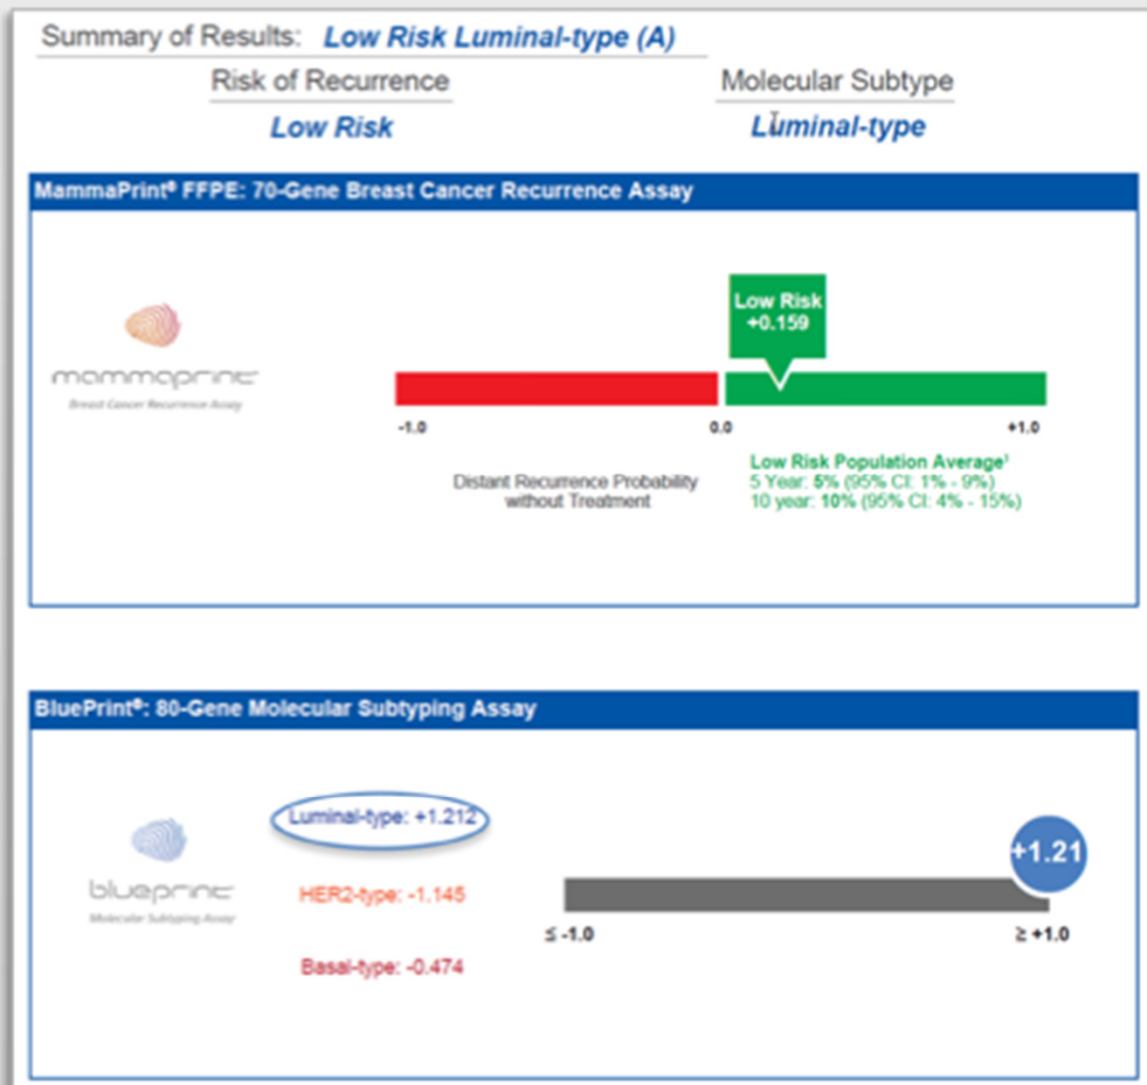 Summary of Results: Low Risk Luminal-type (A)
Risk of Recurrence
Molecular Subtype
Low Risk
Luminal-type
MammaPrint® FFPE: 70-Gene Breast Cancer Recurrence Assay
Low Risk
+0.159
mammaprint
Breast Cancer Recurrence Assay
-1.0
0.0
+1.0
Distant Recurrence Probability
without Treatment
Low Risk Population Average¹
5 Year: 5% (95% CI: 1% - 9%)
10 year: 10% (95% CI: 4% - 15%)
BluePrint®: 80-Gene Molecular Subtyping Assay
Luminal-type: +1.212
+1.21
blueprint
Molecular Subtyping Assay
HER2-type: -1.145
≤ -1.0
≥ +1.0
Basal-type: -0.474